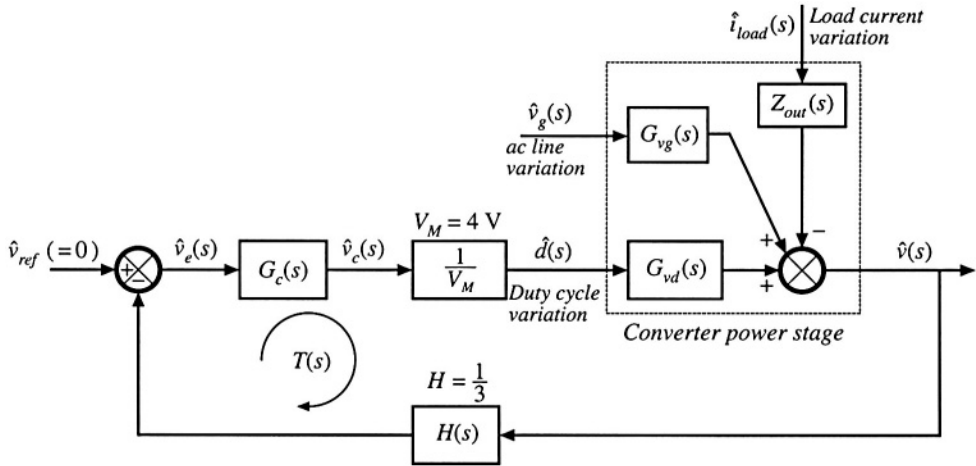 î_load(s)
Load current
variation
Z_out(s)
v̂_g(s)
ac line
variation
G_vg(s)
−
+
V_M = 4 V
v̂_ref (= 0)
+
−
v̂_e(s)
G_c(s)
v̂_c(s)
1/V_M
d̂(s)
Duty cycle
variation
G_vd(s)
+
v̂(s)
Converter power stage
T(s)
H = 1/3
H(s)